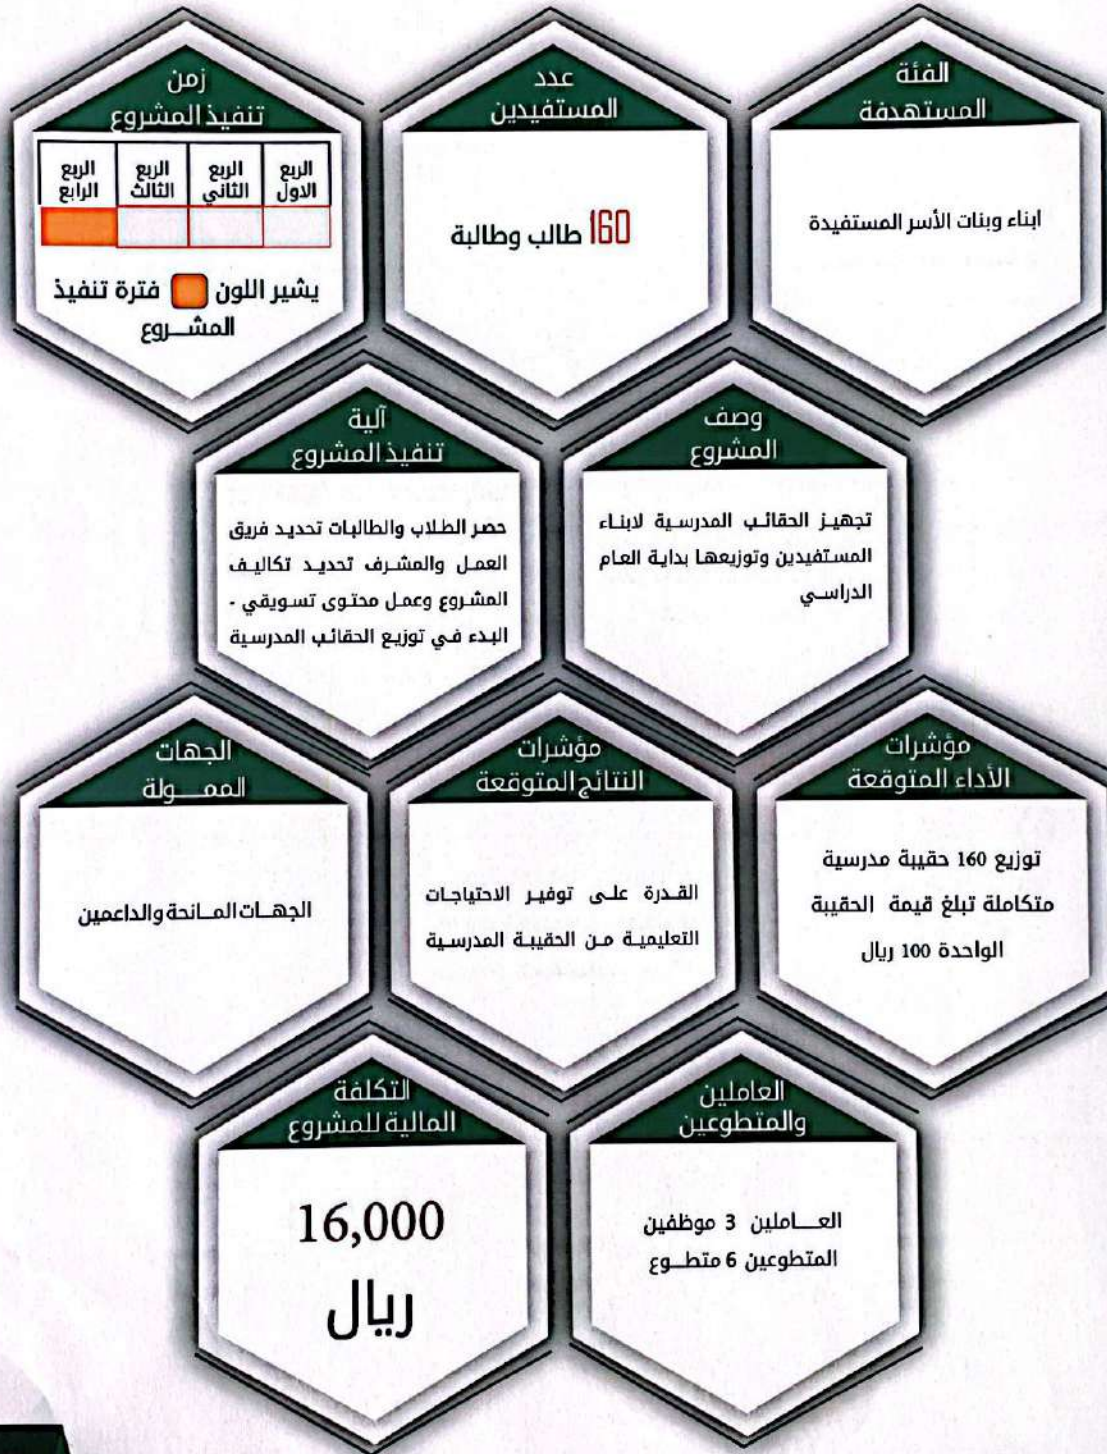 الفئة
المستهدفة
ابناء وبنات الأسر المستفيدة
عدد
المستفيدين
160 طالب وطالبة
زمن
تنفيذ المشروع
الربع الاول الربع الثاني الربع الثالث الربع الرابع
يشير اللون فترة تنفيذ
المشـــروع
وصف
المشروع
تجهيز الحقائب المدرسية لابناء
المستفيدين وتوزيعها بداية العام
الدراسي
آلية
تنفيذ المشروع
حصر الطلاب والطالبات تحديد فريق
العمل والمشرف تحديد تكاليف
المشروع وعمل محتوى تسويقي -
البدء في توزيع الحقائب المدرسية
مؤشرات
الأداء المتوقعة
توزيع 160 حقيبة مدرسية
متكاملة تبلغ قيمة الحقيبة
الواحدة 100 ريال
مؤشرات
النتائج المتوقعة
القدرة على توفير الاحتياجات
التعليمية من الحقيبة المدرسية
الجهات
الممـــولة
الجهــات المــانحة والداعمين
العاملين
والمتطوعين
العـــاملين 3 موظفين
المتطوعين 6 متطــوع
التكلفة
المالية للمشروع
16,000
ريال